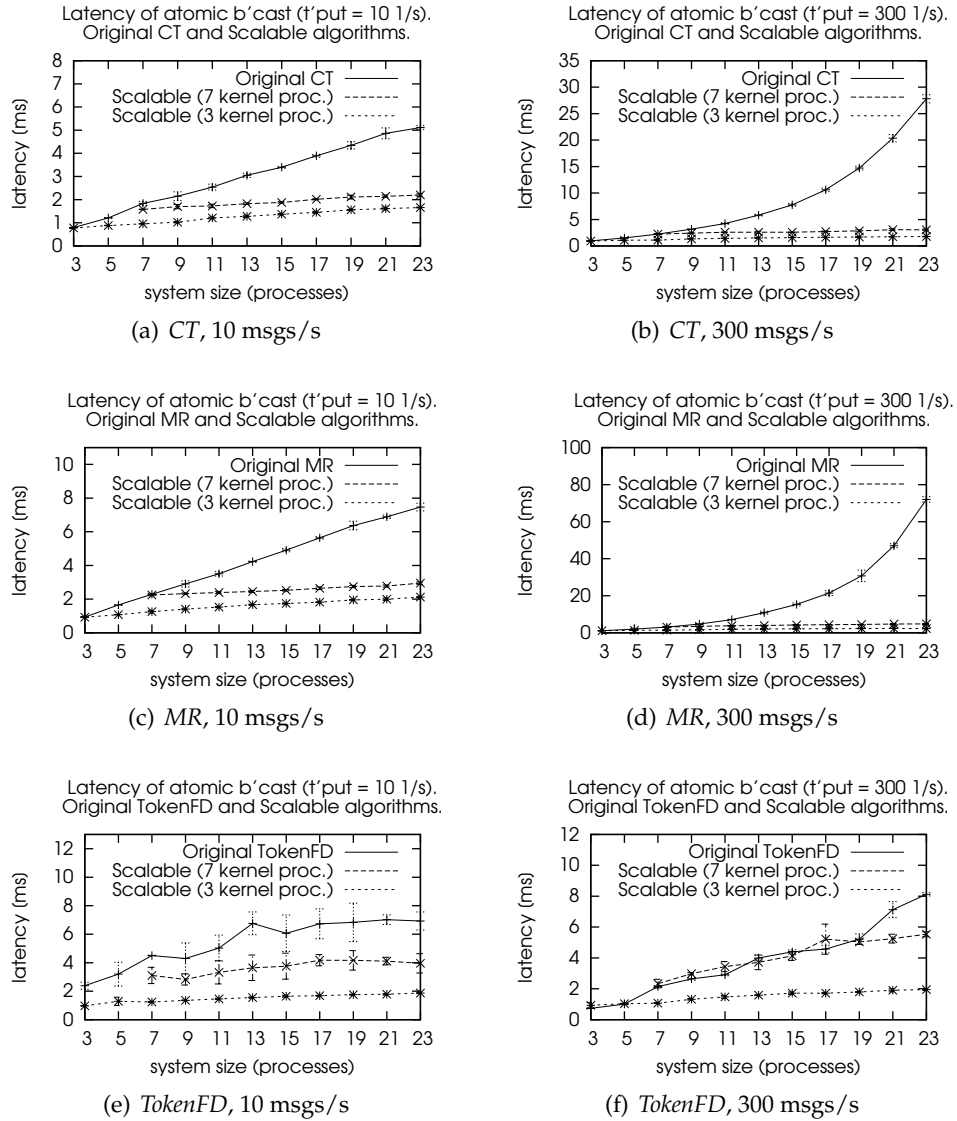 Latency of atomic b'cast (t'put = 10 1/s).
Original CT and Scalable algorithms.
8
7
6
5
4
3
2
1
0
latency (ms)
Original CT
Scalable (7 kernel proc.)
Scalable (3 kernel proc.)
3 5 7 9 11 13 15 17 19 21 23
system size (processes)
(a) CT, 10 msgs/s
Latency of atomic b'cast (t'put = 300 1/s).
Original CT and Scalable algorithms.
35
30
25
20
15
10
5
0
latency (ms)
Original CT
Scalable (7 kernel proc.)
Scalable (3 kernel proc.)
3 5 7 9 11 13 15 17 19 21 23
system size (processes)
(b) CT, 300 msgs/s
Latency of atomic b'cast (t'put = 10 1/s).
Original MR and Scalable algorithms.
10
8
6
4
2
0
latency (ms)
Original MR
Scalable (7 kernel proc.)
Scalable (3 kernel proc.)
3 5 7 9 11 13 15 17 19 21 23
system size (processes)
(c) MR, 10 msgs/s
Latency of atomic b'cast (t'put = 300 1/s).
Original MR and Scalable algorithms.
100
80
60
40
20
0
latency (ms)
Original MR
Scalable (7 kernel proc.)
Scalable (3 kernel proc.)
3 5 7 9 11 13 15 17 19 21 23
system size (processes)
(d) MR, 300 msgs/s
Latency of atomic b'cast (t'put = 10 1/s).
Original TokenFD and Scalable algorithms.
12
10
8
6
4
2
0
latency (ms)
Original TokenFD
Scalable (7 kernel proc.)
Scalable (3 kernel proc.)
3 5 7 9 11 13 15 17 19 21 23
system size (processes)
(e) TokenFD, 10 msgs/s
Latency of atomic b'cast (t'put = 300 1/s).
Original TokenFD and Scalable algorithms.
12
10
8
6
4
2
0
latency (ms)
Original TokenFD
Scalable (7 kernel proc.)
Scalable (3 kernel proc.)
3 5 7 9 11 13 15 17 19 21 23
system size (processes)
(f) TokenFD, 300 msgs/s